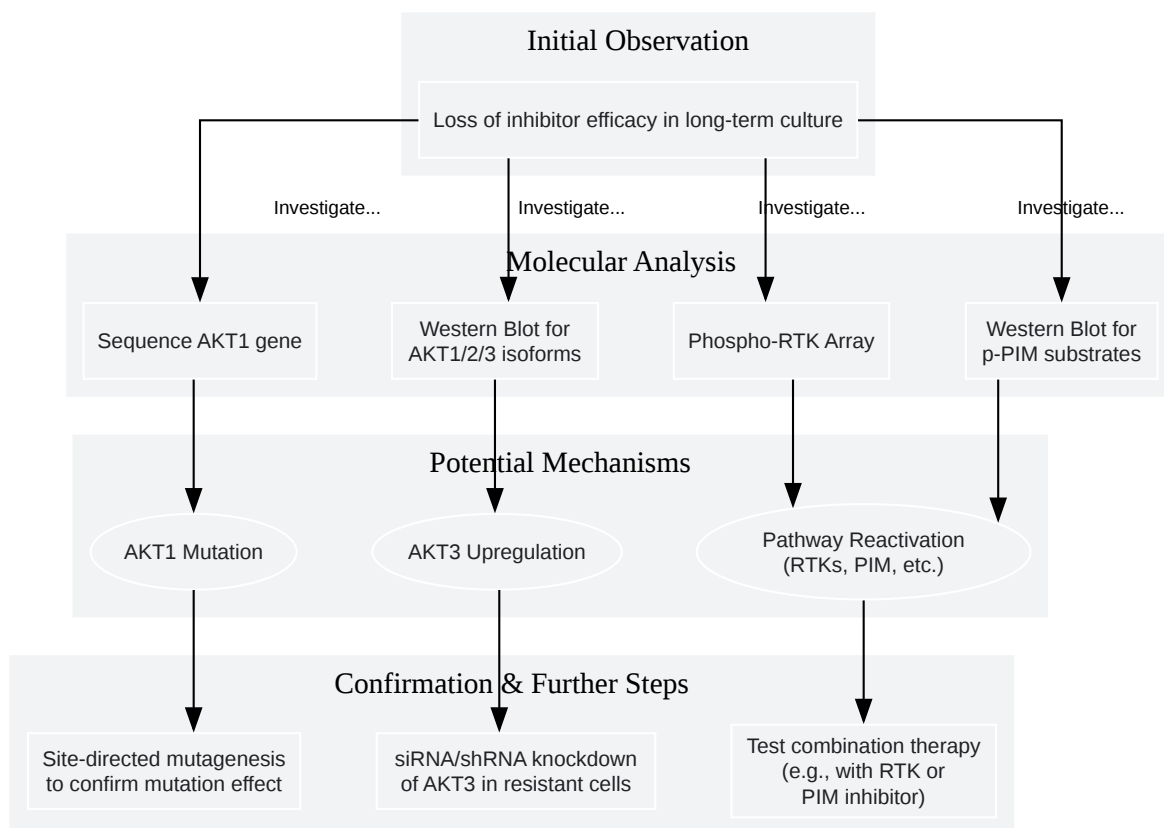 Initial Observation
Loss of inhibitor efficacy in long-term culture
Investigate...
Investigate...
Investigate...
Investigate...
Molecular Analysis
Sequence AKT1 gene
Western Blot for
AKT1/2/3 isoforms
Phospho-RTK Array
Western Blot for
p-PIM substrates
Potential Mechanisms
AKT1 Mutation
AKT3 Upregulation
Pathway Reactivation
(RTKs, PIM, etc.)
Confirmation & Further Steps
Site-directed mutagenesis
to confirm mutation effect
siRNA/shRNA knockdown
of AKT3 in resistant cells
Test combination therapy
(e.g., with RTK or
PIM inhibitor)